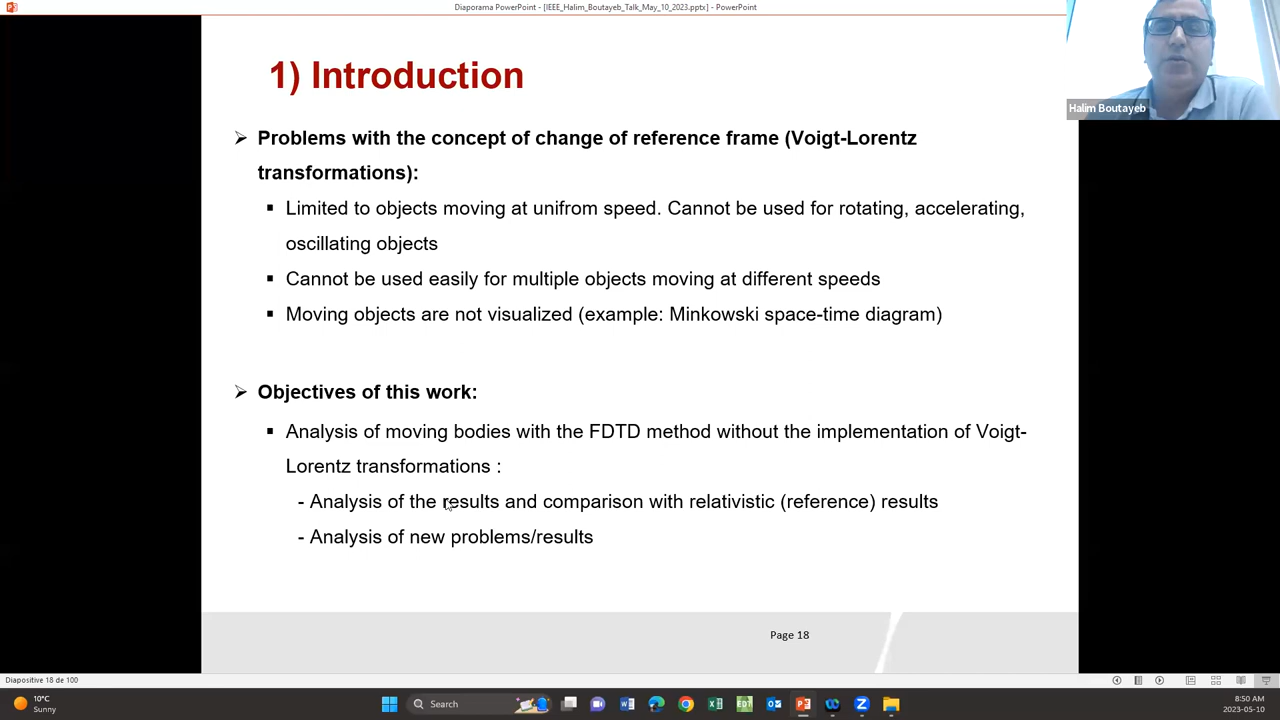 Diaporama PowerPoint - [IEEE_Halim_Boutayeb_Talk_May_10_2023.pptx] - PowerPoint
Halim Boutayeb
1) Introduction
Problems with the concept of change of reference frame (Voigt-Lorentz
transformations):
Limited to objects moving at unifrom speed. Cannot be used for rotating, accelerating,
oscillating objects
Cannot be used easily for multiple objects moving at different speeds
Moving objects are not visualized (example: Minkowski space-time diagram)
Objectives of this work:
Analysis of moving bodies with the FDTD method without the implementation of Voigt-
Lorentz transformations :
- Analysis of the results and comparison with relativistic (reference) results
- Analysis of new problems/results
Page 18
Diapositive 18 de 100
10°C
Sunny
Search
EDT
8:50 AM
2023-05-10